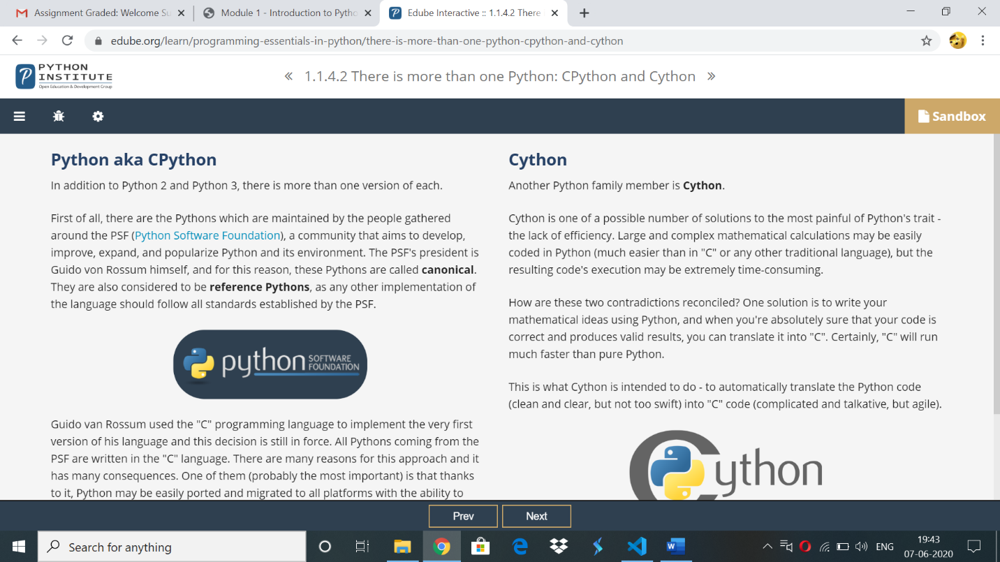 Assignment Graded: Welcome Su
Module 1 - Introduction to Pytho
Edube Interactive :: 1.1.4.2 There
edube.org/learn/programming-essentials-in-python/there-is-more-than-one-python-cpython-and-cython
PYTHON
INSTITUTE
Open Education & Development Group
« 1.1.4.2 There is more than one Python: CPython and Cython »
Sandbox
Python aka CPython
In addition to Python 2 and Python 3, there is more than one version of each.
First of all, there are the Pythons which are maintained by the people gathered
around the PSF (Python Software Foundation), a community that aims to develop,
improve, expand, and popularize Python and its environment. The PSF's president is
Guido von Rossum himself, and for this reason, these Pythons are called canonical.
They are also considered to be reference Pythons, as any other implementation of
the language should follow all standards established by the PSF.
python SOFTWARE
FOUNDATION
Guido van Rossum used the "C" programming language to implement the very first
version of his language and this decision is still in force. All Pythons coming from the
PSF are written in the "C" language. There are many reasons for this approach and it
has many consequences. One of them (probably the most important) is that thanks
to it, Python may be easily ported and migrated to all platforms with the ability to
Cython
Another Python family member is Cython.
Cython is one of a possible number of solutions to the most painful of Python's trait -
the lack of efficiency. Large and complex mathematical calculations may be easily
coded in Python (much easier than in "C" or any other traditional language), but the
resulting code's execution may be extremely time-consuming.
How are these two contradictions reconciled? One solution is to write your
mathematical ideas using Python, and when you're absolutely sure that your code is
correct and produces valid results, you can translate it into "C". Certainly, "C" will run
much faster than pure Python.
This is what Cython is intended to do - to automatically translate the Python code
(clean and clear, but not too swift) into "C" code (complicated and talkative, but agile).
Cython
Prev
Next
Search for anything
ENG
19:43
07-06-2020